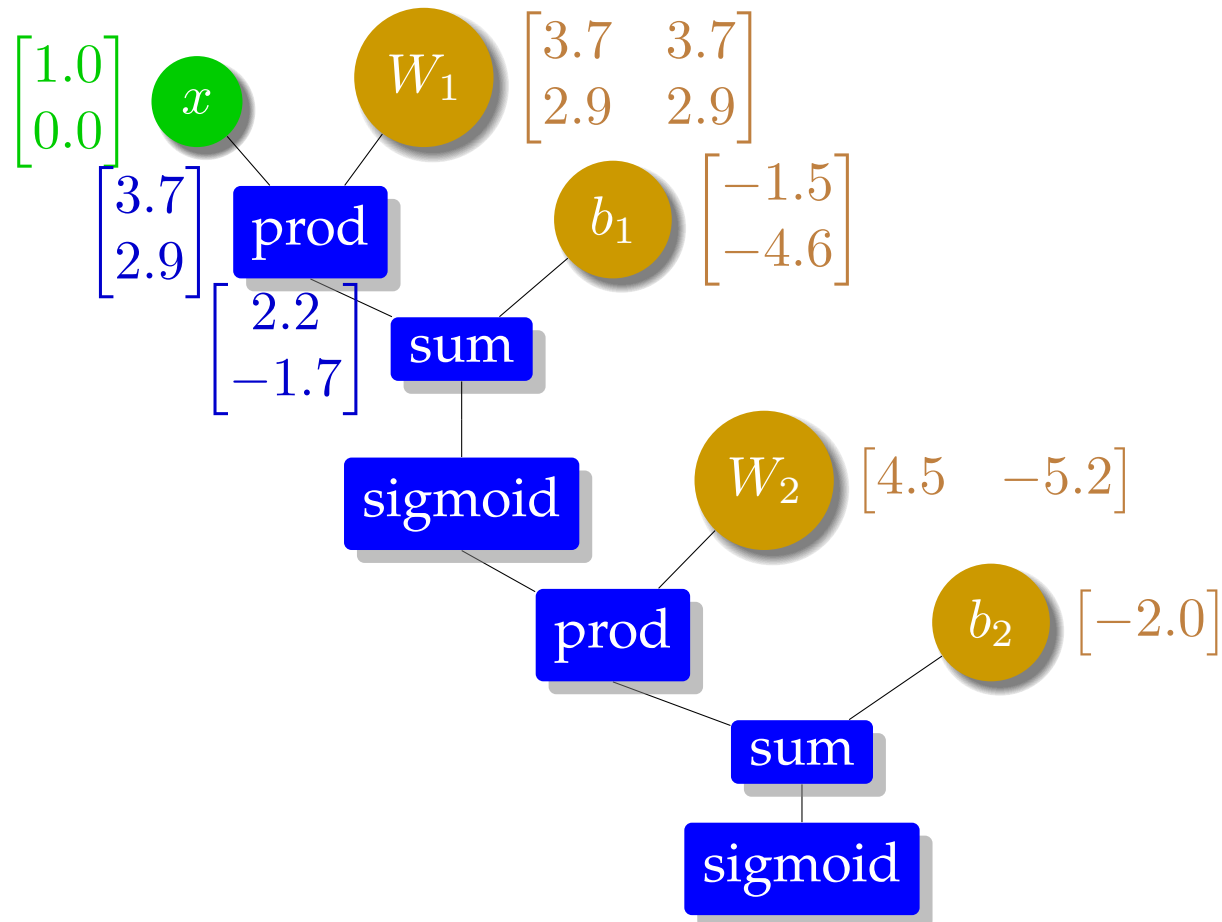 [1.0
0.0]
x
W₁
[3.7 3.7
2.9 2.9]
[3.7
2.9]
prod
b₁
[−1.5
−4.6]
[2.2
−1.7]
sum
sigmoid
W₂
[4.5 −5.2]
prod
b₂
[−2.0]
sum
sigmoid